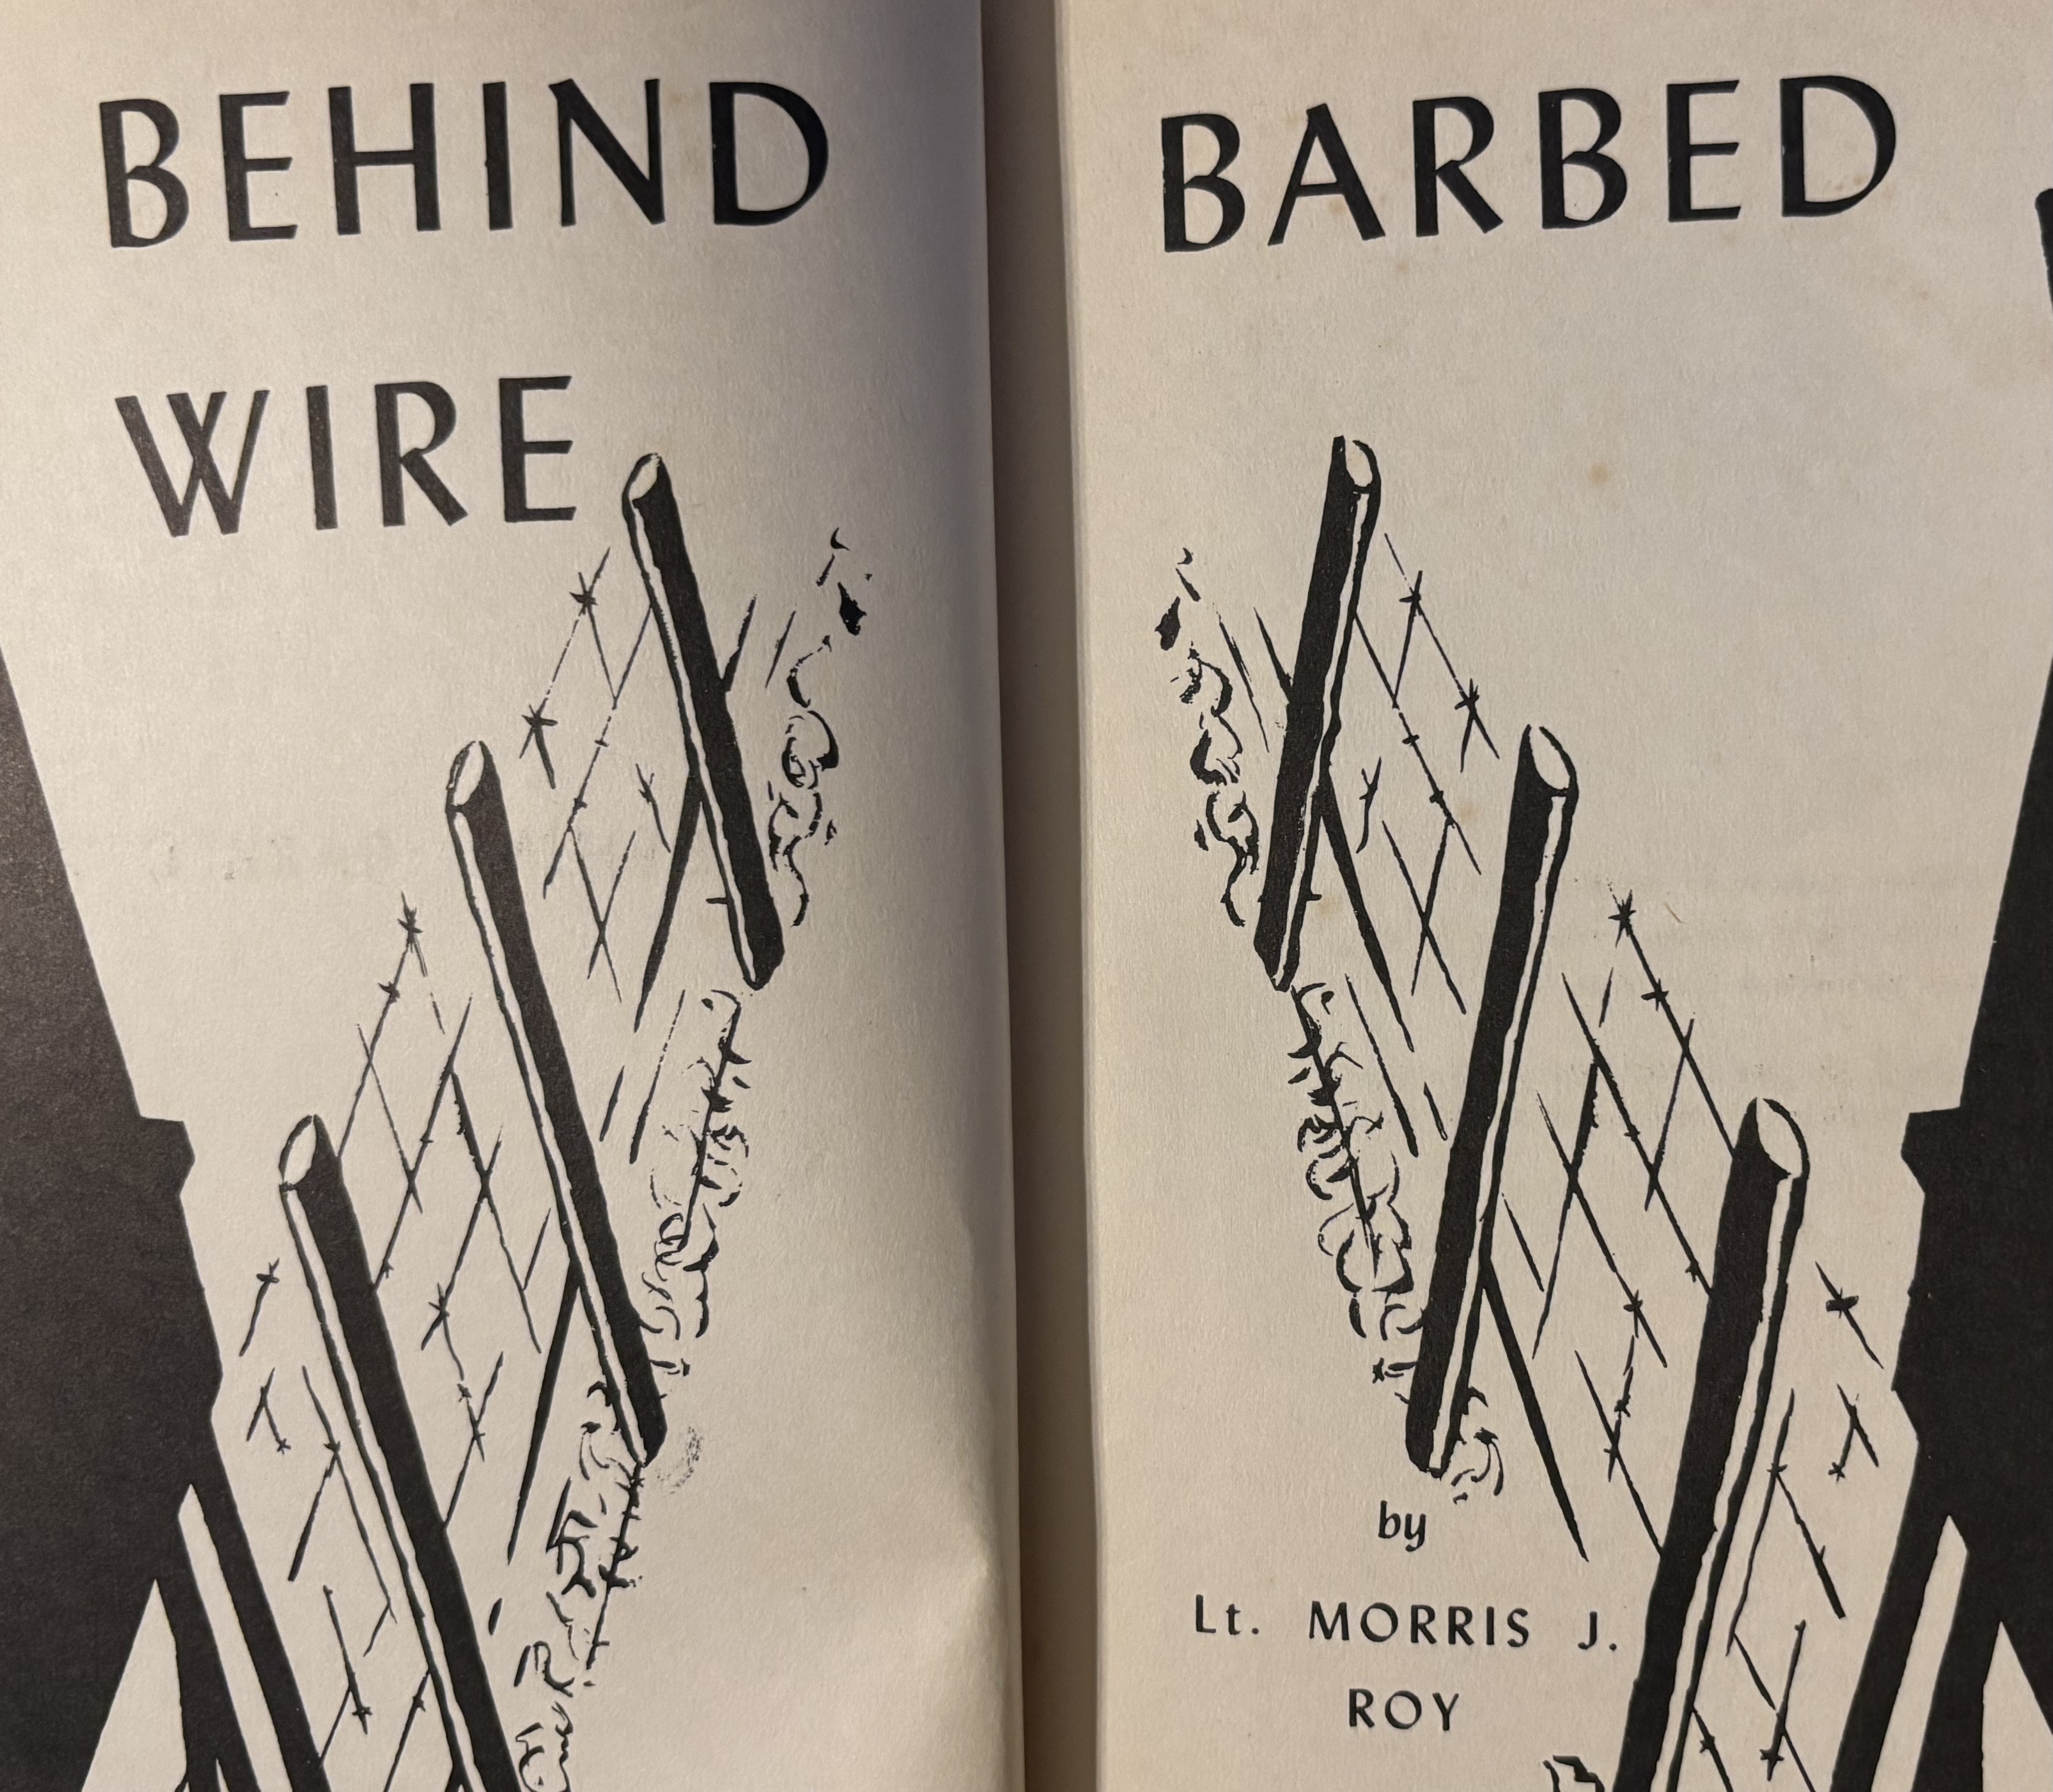 BEHIND BARBED
WIRE
by
Lt. MORRIS J.
ROY